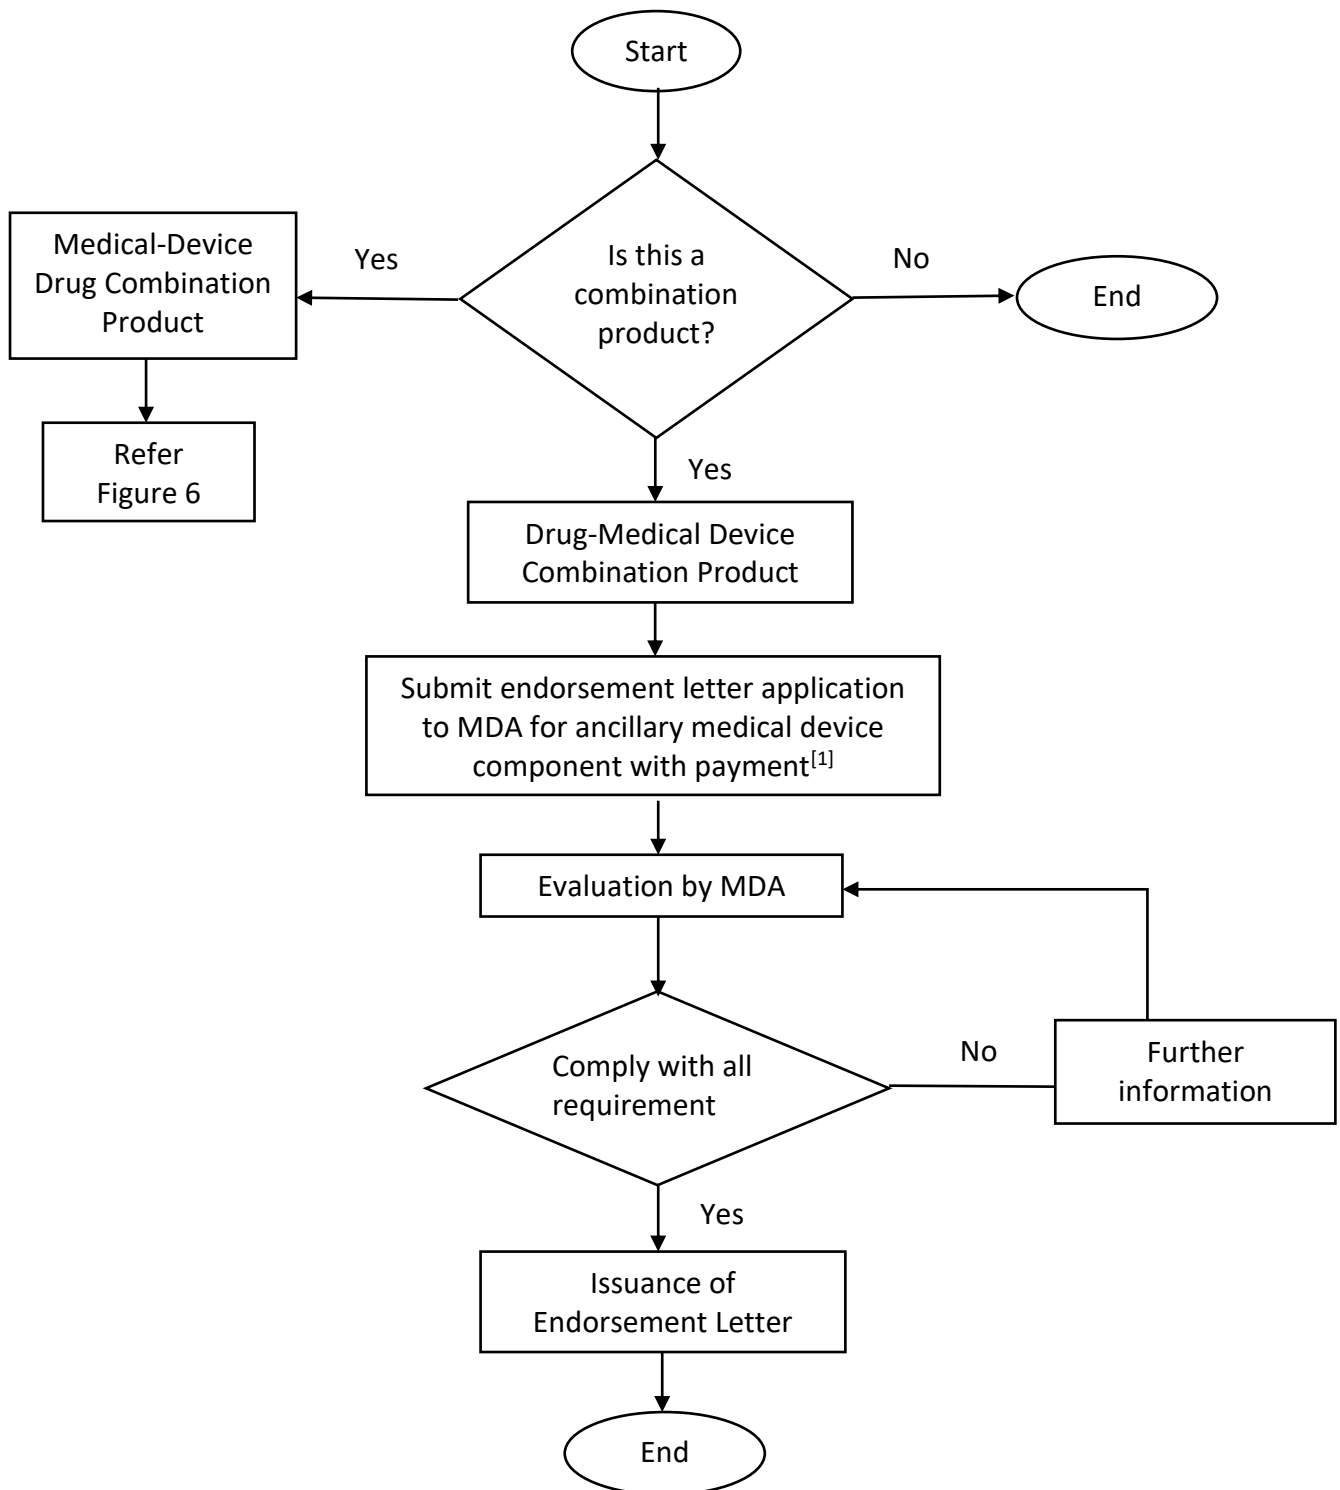 Start
Is this a
combination
product?
Yes
No
Medical-Device
Drug Combination
Product
End
Refer
Figure 6
Yes
Drug-Medical Device
Combination Product
Submit endorsement letter application
to MDA for ancillary medical device
component with payment[1]
Evaluation by MDA
Comply with all
requirement
No
Further
information
Yes
Issuance of
Endorsement Letter
End